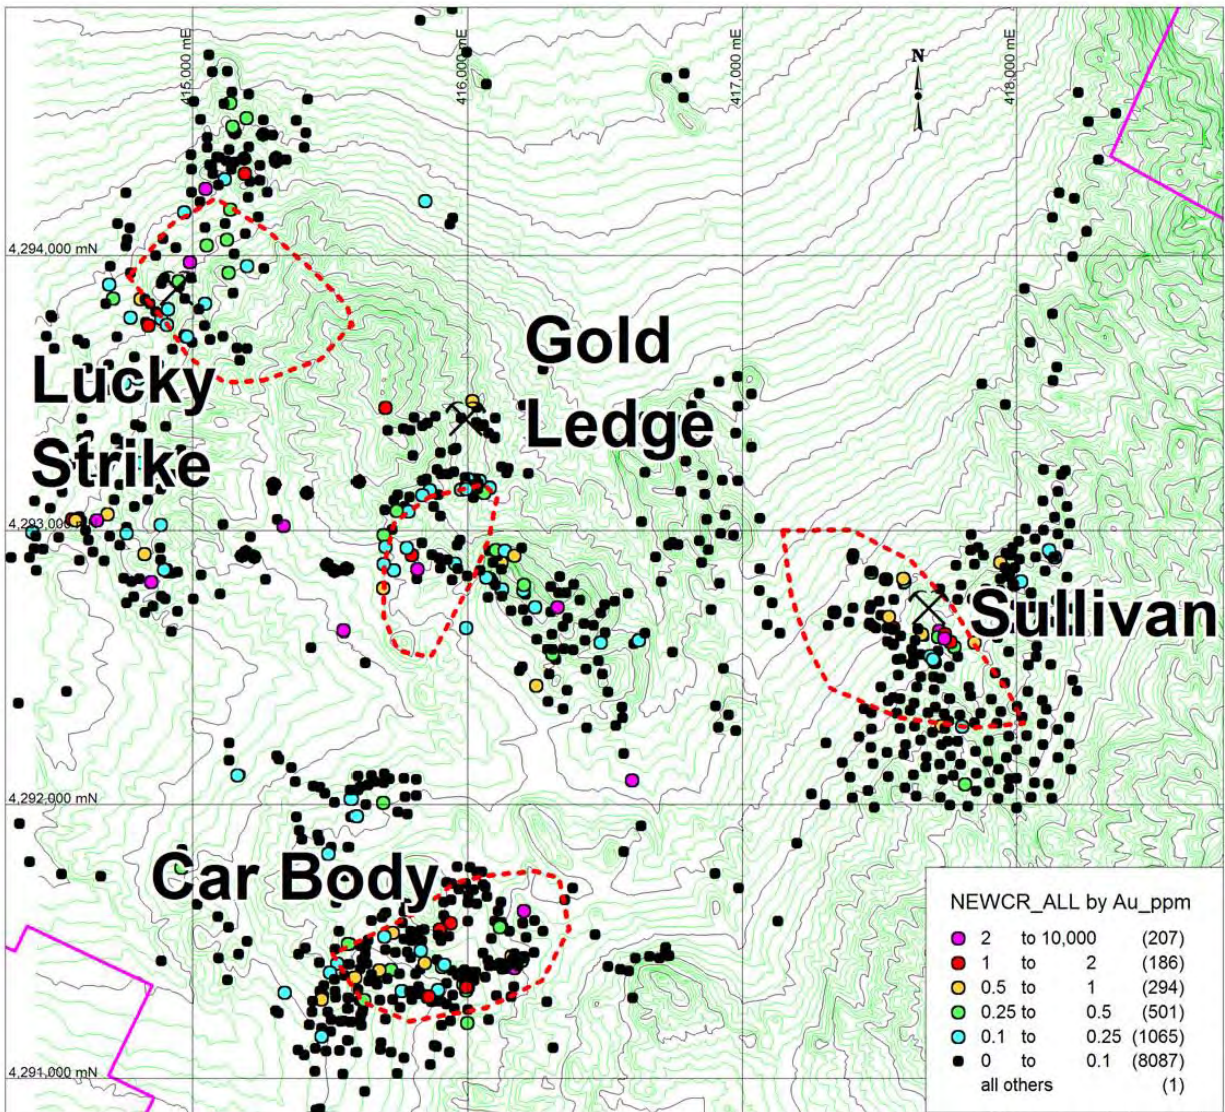 415,000 mE
416,000 mE
417,000 mE
418,000 mE
N
4,294,000 mN
Gold
Ledge
Lucky
Strike
4,293,000 mN
Sullivan
4,292,000 mN
Car Body
4,291,000 mN
NEWCR_ALL by Au_ppm
2 to 10,000 (207)
1 to 2 (186)
0.5 to 1 (294)
0.25 to 0.5 (501)
0.1 to 0.25 (1065)
0 to 0.1 (8087)
all others (1)